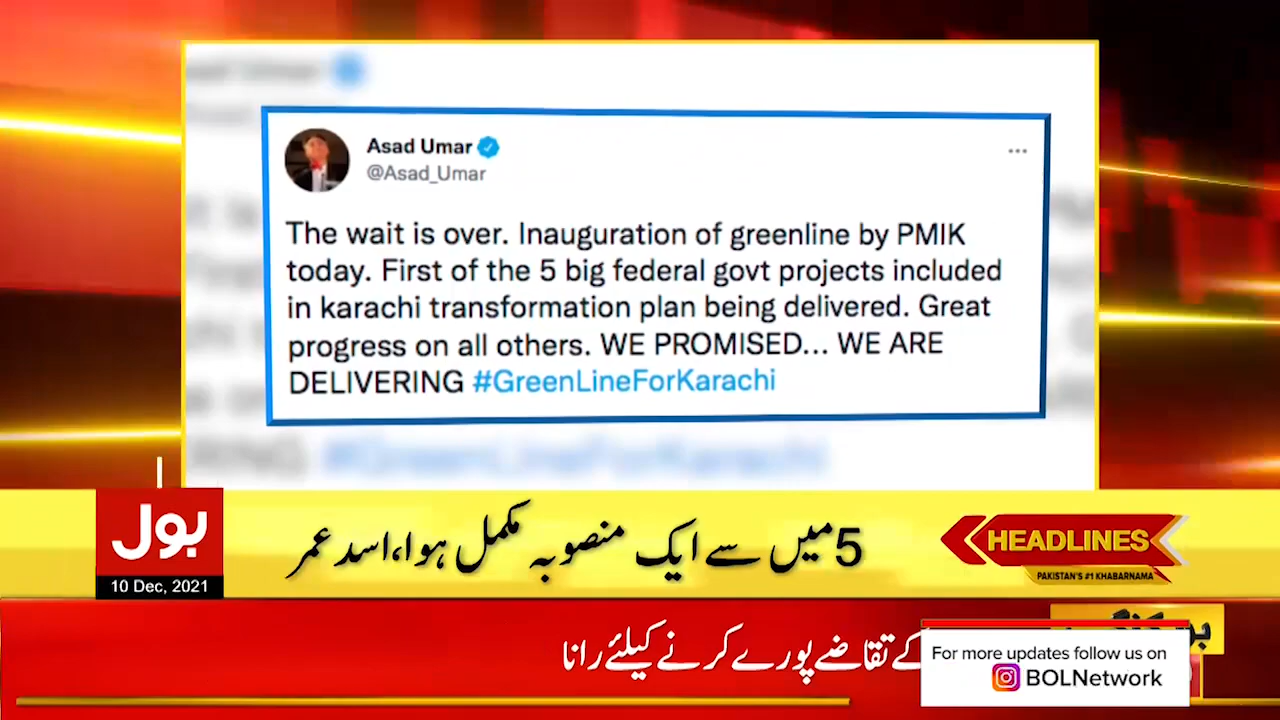 Asad Umar
@Asad_Umar
The wait is over. Inauguration of greenline by PMIK
today. First of the 5 big federal govt projects included
in karachi transformation plan being delivered. Great
progress on all others. WE PROMISED... WE ARE
DELIVERING #GreenLineForKarachi
#GreenLineForKarachi
بول
10 Dec, 2021
5 میں سے ایک منصوبہ مکمل ہوا، اسد عمر
HEADLINES
PAKISTAN'S #1 KHABARNAMA
کے تقاضے پورے کرنے کیلئے رانا
For more updates follow us on
BOLNetwork